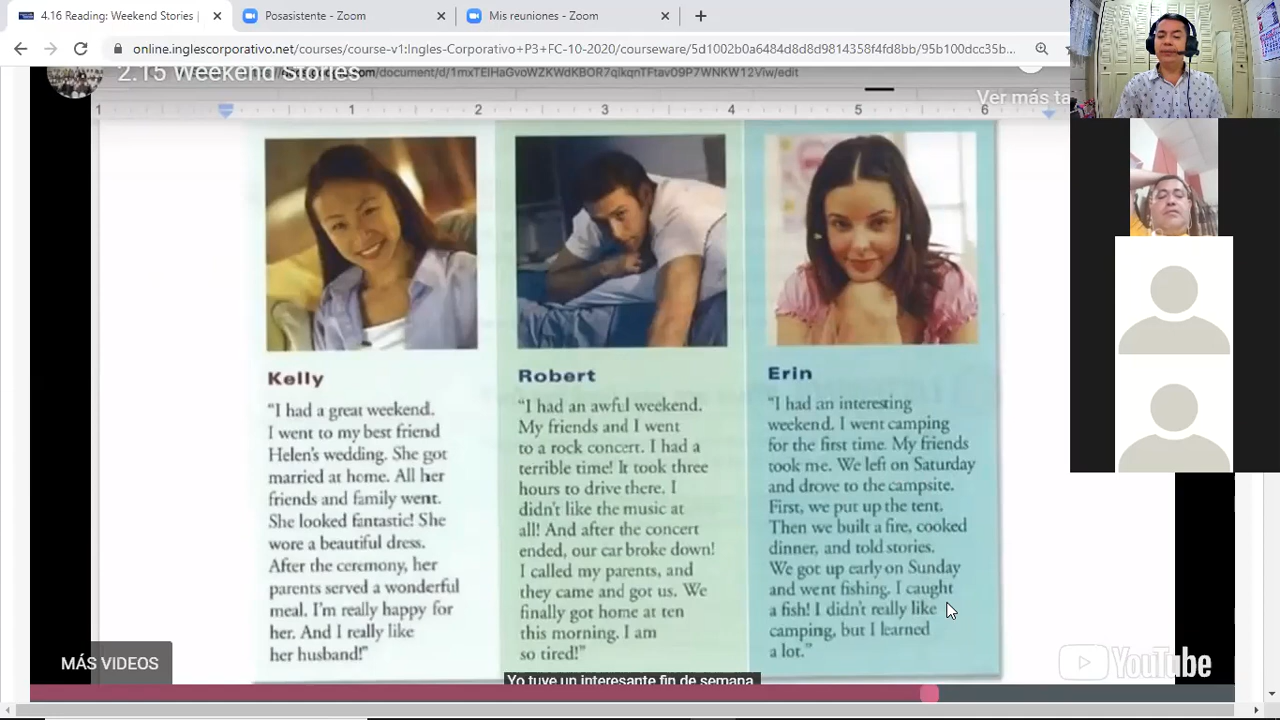 4.16 Reading: Weekend Stories |
Posasistente - Zoom
Mis reuniones - Zoom
online.inglescorporativo.net/courses/course-v1:Ingles-Corporativo+P3+FC-10-2020/courseware/5d1002b0a6484d8d8d9814358f4fd820/95b100dcc35b...
2.15 Weekend Stories
Ver más ta
1 1 2 3 4 5 6
Kelly
"I had a great weekend.
I went to my best friend
Helen's wedding. She got
married at home. All her
friends and family went.
She looked fantastic! She
wore a beautiful dress.
After the ceremony, her
parents served a wonderful
meal. I'm really happy for
her. And I really like
her husband!"
Robert
"I had an awful weekend.
My friends and I went
to a rock concert. I had a
terrible time! It took three
hours to drive there. I
didn't like the music at
all! And after the concert
ended, our car broke down!
I called my parents, and
they came and got us. We
finally got home at ten
this morning. I am
so tired!"
Erin
"I had an interesting
weekend. I went camping
for the first time. My friends
took me. We left on Saturday
and drove to the campsite.
First, we put up the tent.
Then we built a fire, cooked
dinner, and told stories.
We got up early on Sunday
and went fishing. I caught
a fish! I didn't really like
camping, but I learned
a lot."
MÁS VIDEOS
YouTube
Yo tuve un interesante fin de semana